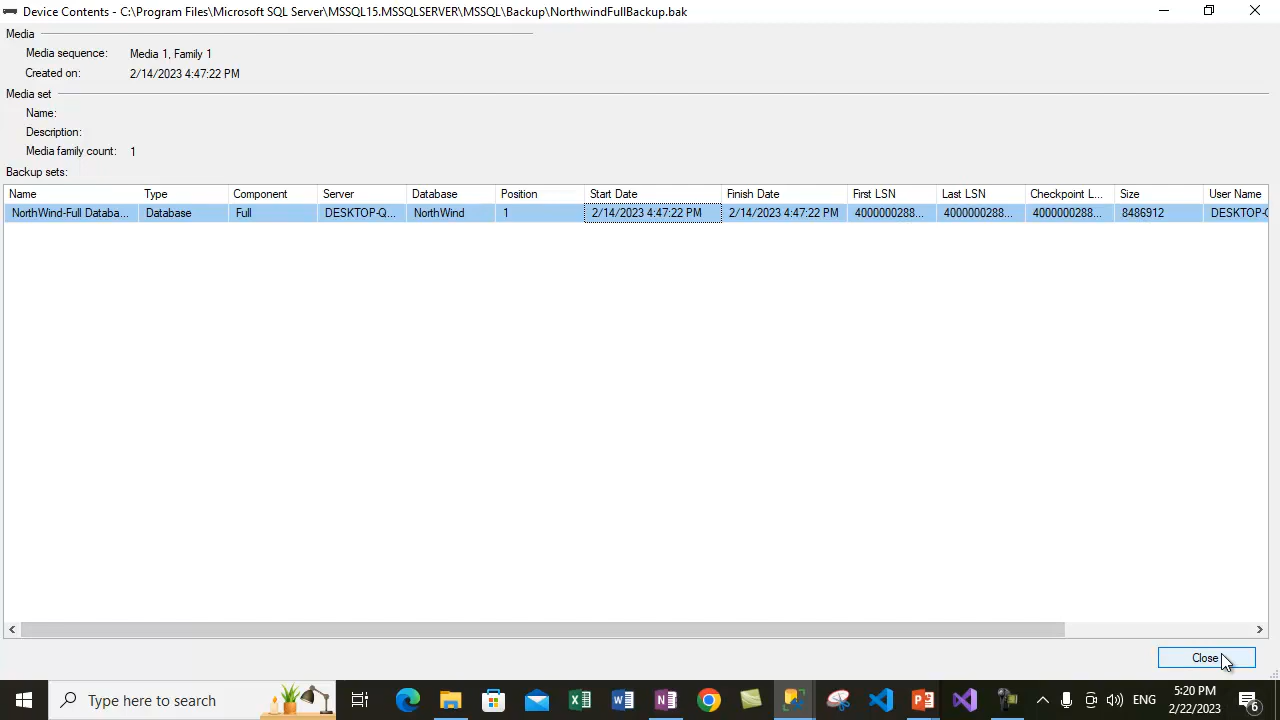 Device Contents - C:\Program Files\Microsoft SQL Server\MSSQL15.MSSQLSERVER\MSSQL\Backup\NorthwindFullBackup.bak
Media
Media sequence: Media 1, Family 1
Created on: 2/14/2023 4:47:22 PM
Media set
Name:
Description:
Media family count: 1
Backup sets:
Name Type Component Server Database Position Start Date Finish Date First LSN Last LSN Checkpoint L... Size User Name
NorthWind-Full Databa... Database Full DESKTOP-Q... NorthWind 1 2/14/2023 4:47:22 PM 2/14/2023 4:47:22 PM 4000000288... 4000000288... 4000000288... 8486912 DESKTOP-Q
Close
Type here to search
ENG
5:20 PM
2/22/2023
6